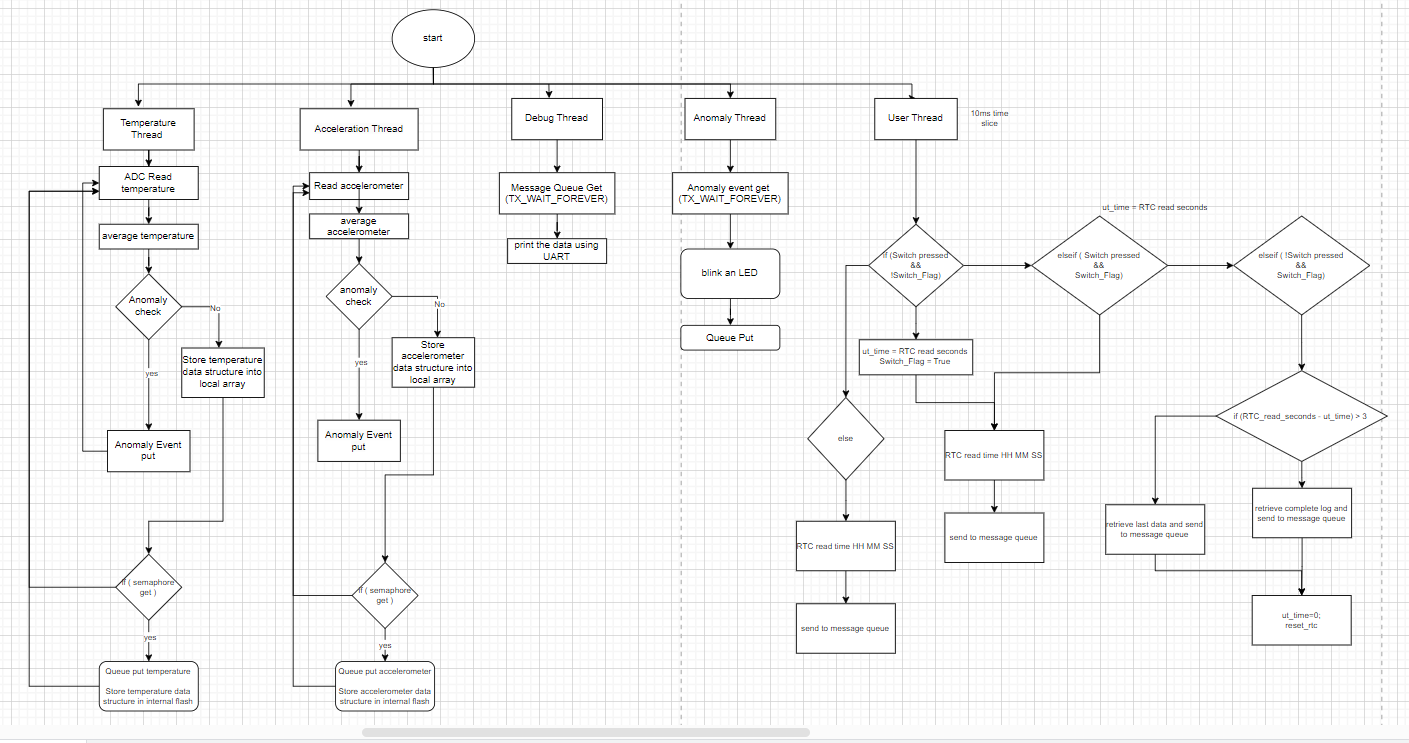 start
Temperature
Thread
Acceleration Thread
Debug Thread
Anomaly Thread
User Thread
10ms time
slice
ADC Read
temperature
average temperature
Anomaly
check
No
Store temperature
data structure into
local array
yes
Anomaly Event
put
if ( semaphore
get )
yes
Queue put temperature
Store temperature data
structure in internal flash
Read accelerometer
average
accelerometer
anomaly
check
No
Store
accelerometer
data structure into
local array
yes
Anomaly Event
put
if ( semaphore
get )
yes
Queue put accelerometer
Store accelerometer data
structure in internal flash
Message Queue Get
(TX_WAIT_FOREVER)
print the data using
UART
Anomaly event get
(TX_WAIT_FOREVER)
blink an LED
Queue Put
if (Switch pressed
&&
!Switch_Flag)
ut_time = RTC read seconds
Switch_Flag = True
else
RTC read time HH MM SS
send to message queue
ut_time = RTC read seconds
elseif ( Switch pressed
&&
Switch_Flag)
RTC read time HH MM SS
send to message queue
elseif ( !Switch pressed
&&
Switch_Flag)
if (RTC_read_seconds - ut_time) > 3
retrieve last data and send
to message queue
retrieve complete log and
send to message queue
ut_time=0;
reset_rtc